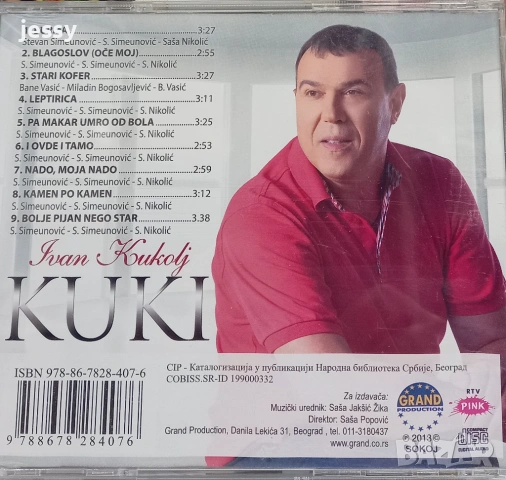 jessy
3:27
Stevan Simeunović - S. Simeunović - Saša Nikolić
2. BLAGOSLOV (OČE MOJ) 2:55
S. Simeunović - S. Simeunović - S. Nikolić
3. STARI KOFER 3:27
Bane Vasić - Miladin Bogosavljević - B. Vasić
4. LEPTIRICA 3:11
S. Simeunović - S. Simeunović - S. Nikolić
5. PA MAKAR UMRO OD BOLA 3:25
S. Simeunović - S. Simeunović - S. Nikolić
6. I OVDE I TAMO 2:53
S. Simeunović - S. Simeunović - S. Nikolić
7. NADO, MOJA NADO 2:59
S. Simeunović - S. Simeunović - S. Nikolić
8. KAMEN PO KAMEN 3:12
S. Simeunović - S. Simeunović - S. Nikolić
9. BOLJE PIJAN NEGO STAR 3.38
S. Simeunović - S. Simeunović - S. Nikolić
Ivan Kukolj
KUKI
ISBN 978-86-7828-407-6
9 788678 284076
CIP - Каталогизација у публикацији Народна библиотека Србије, Београд
COBISS.SR-ID 199000332
Za izdavača:
Muzički urednik: Saša Jakšić Žika
Direktor: Saša Popović
Grand Production, Danila Lekića 31, Beograd , tel. 011-3180437
www.grand.co.rs
GRAND
PRODUCTION
RTV
PINK
℗ 2013 ©
SOKOJ
COMPACT
disc
DIGITAL AUDIO
BAZAR